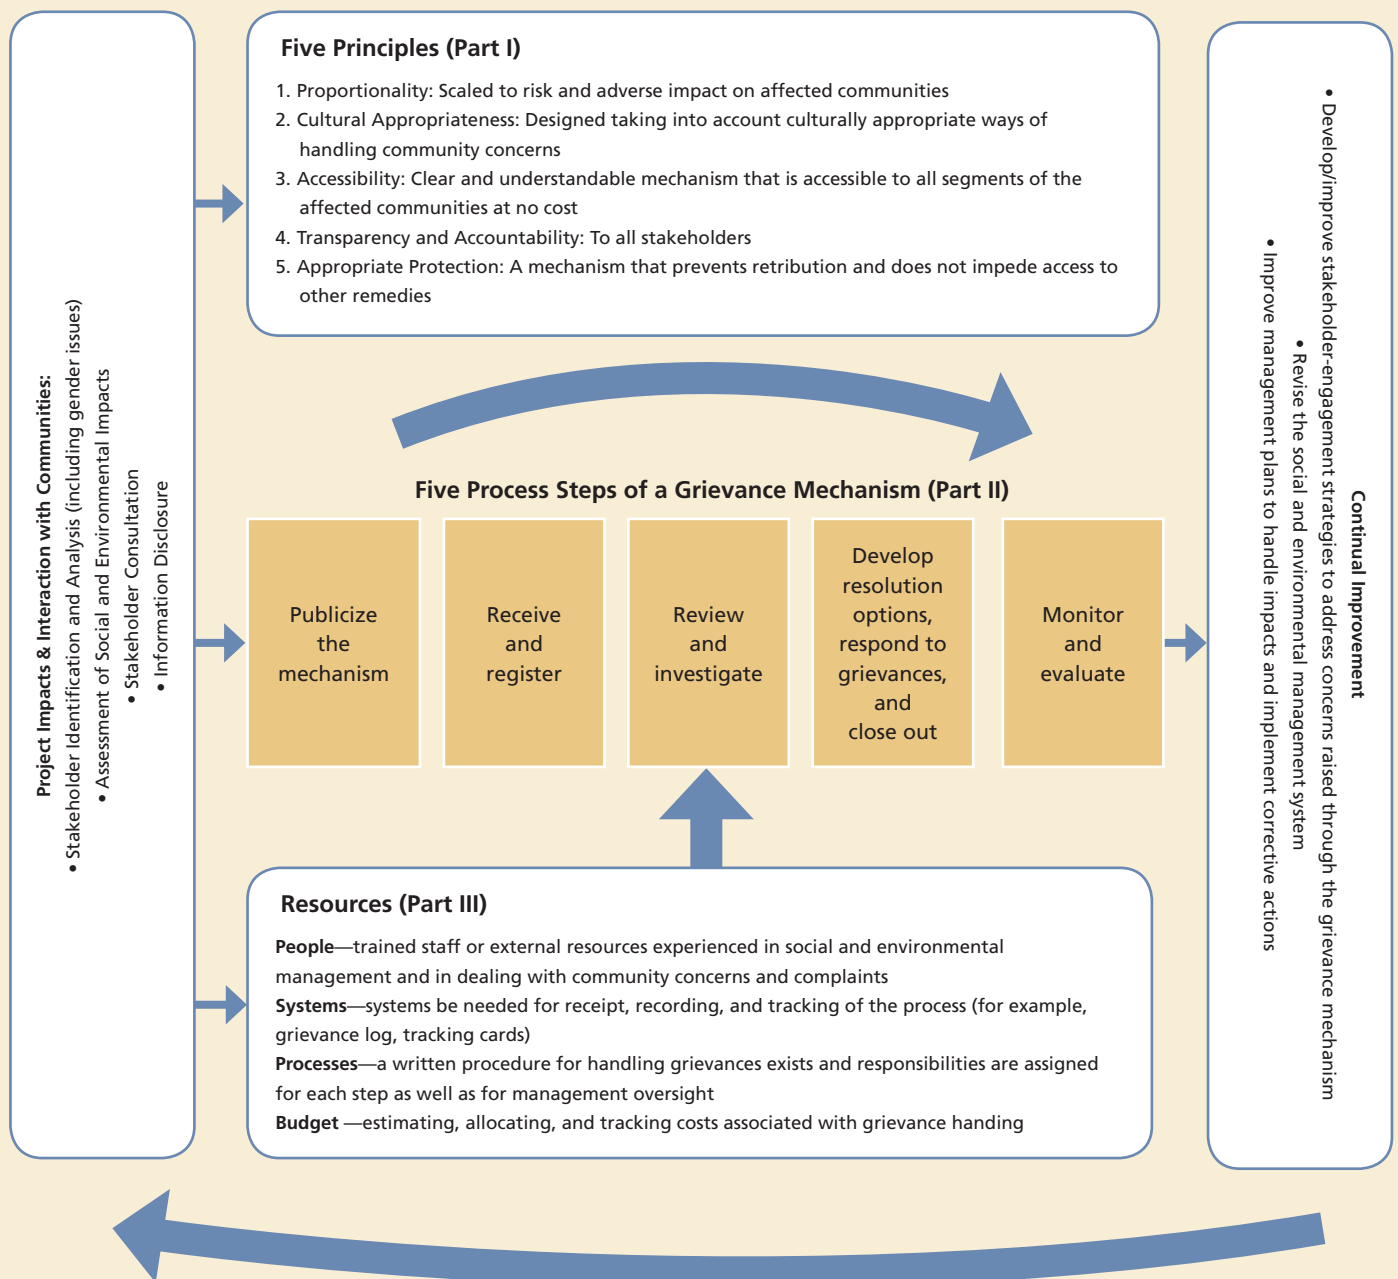 Project Impacts & Interaction with Communities:
• Stakeholder Identification and Analysis (including gender issues)
• Assessment of Social and Environmental Impacts
• Stakeholder Consultation
• Information Disclosure
Five Principles (Part I)
1. Proportionality: Scaled to risk and adverse impact on affected communities
2. Cultural Appropriateness: Designed taking into account culturally appropriate ways of
handling community concerns
3. Accessibility: Clear and understandable mechanism that is accessible to all segments of the
affected communities at no cost
4. Transparency and Accountability: To all stakeholders
5. Appropriate Protection: A mechanism that prevents retribution and does not impede access to
other remedies
Five Process Steps of a Grievance Mechanism (Part II)
Publicize
the
mechanism
Receive
and
register
Review
and
investigate
Develop
resolution
options,
respond to
grievances,
and
close out
Monitor
and
evaluate
Resources (Part III)
People—trained staff or external resources experienced in social and environmental
management and in dealing with community concerns and complaints
Systems—systems be needed for receipt, recording, and tracking of the process (for example,
grievance log, tracking cards)
Processes—a written procedure for handling grievances exists and responsibilities are assigned
for each step as well as for management oversight
Budget —estimating, allocating, and tracking costs associated with grievance handing
Continual Improvement
• Develop/improve stakeholder-engagement strategies to address concerns raised through the grievance mechanism
• Revise the social and environmental management system
• Improve management plans to handle impacts and implement corrective actions